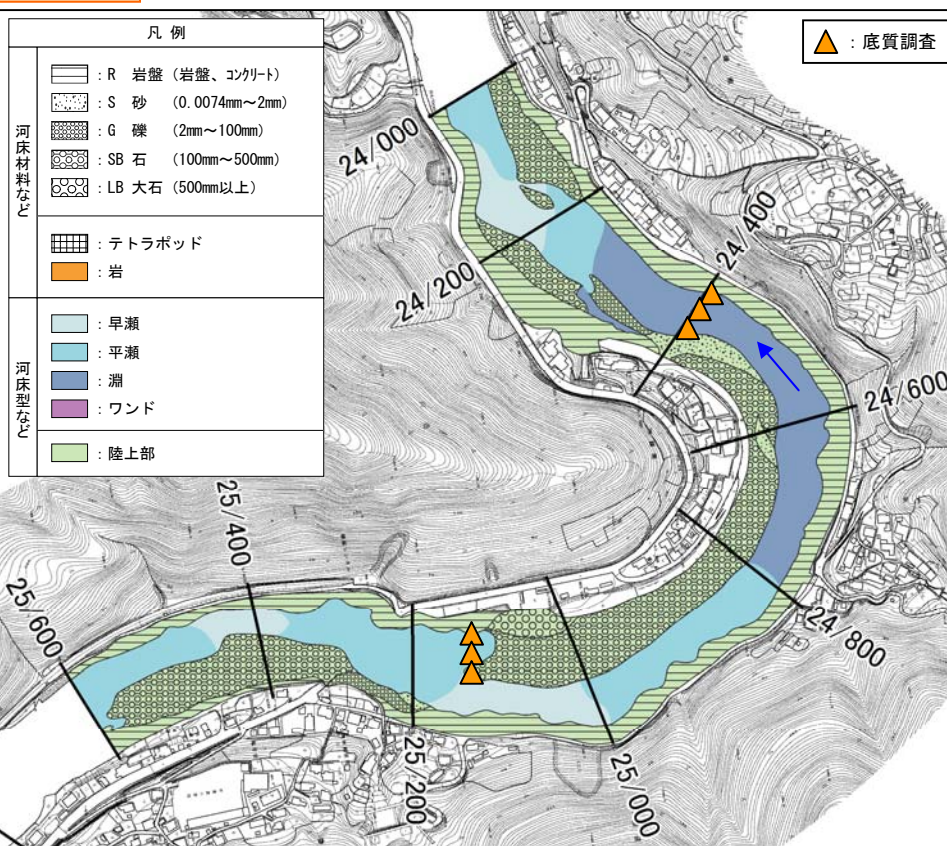 凡例
河床材料など
：R 岩盤（岩盤、コンクリート）
：S 砂 （0.0074mm～2mm）
：G 礫 （2mm～100mm）
：SB 石 （100mm～500mm）
：LB 大石（500mm以上）
：テトラポッド
：岩
河床型など
：早瀬
：平瀬
：淵
：ワンド
：陸上部
：底質調査
24/000
24/200
24/400
24/600
24/800
25/000
25/200
25/400
25/600